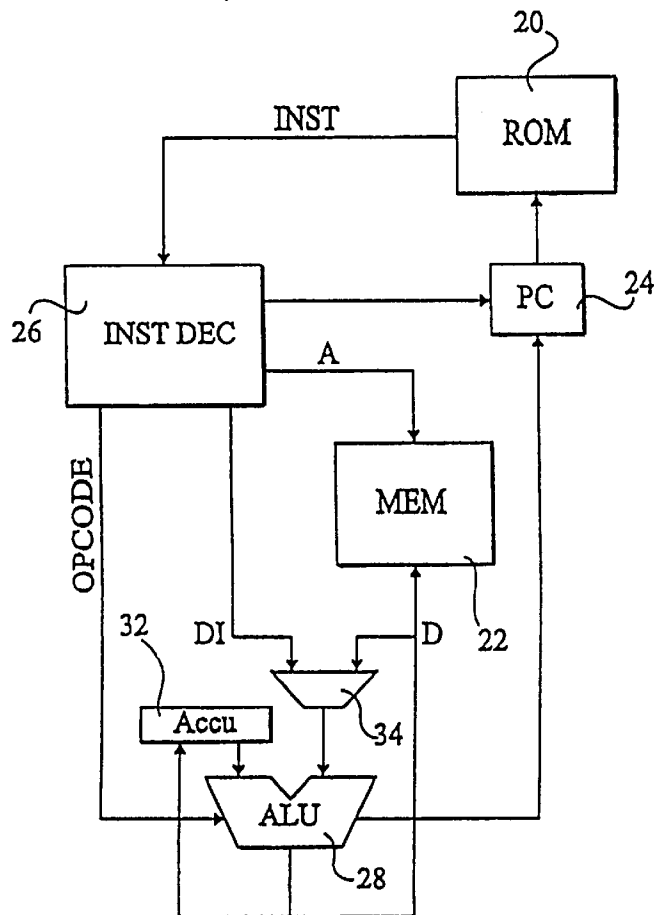 20
INST
ROM
26
INST DEC
PC
24
A
OPCODE
MEM
32
DI
D
22
Accu
34
ALU
28